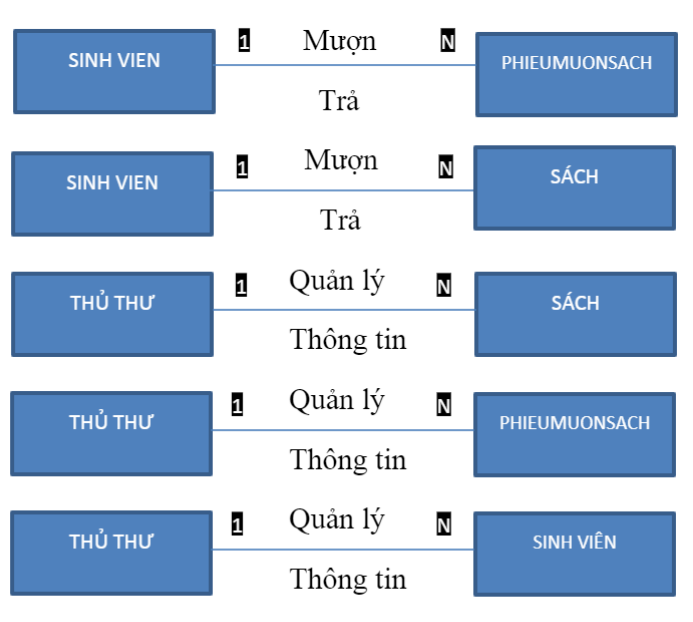 1 Mượn N
SINH VIEN PHIEUMUONSACH
Trả
1 Mượn N
SINH VIEN SÁCH
Trả
1 Quản lý N
THỦ THƯ SÁCH
Thông tin
1 Quản lý N
THỦ THƯ PHIEUMUONSACH
Thông tin
1 Quản lý N
THỦ THƯ SINH VIÊN
Thông tin